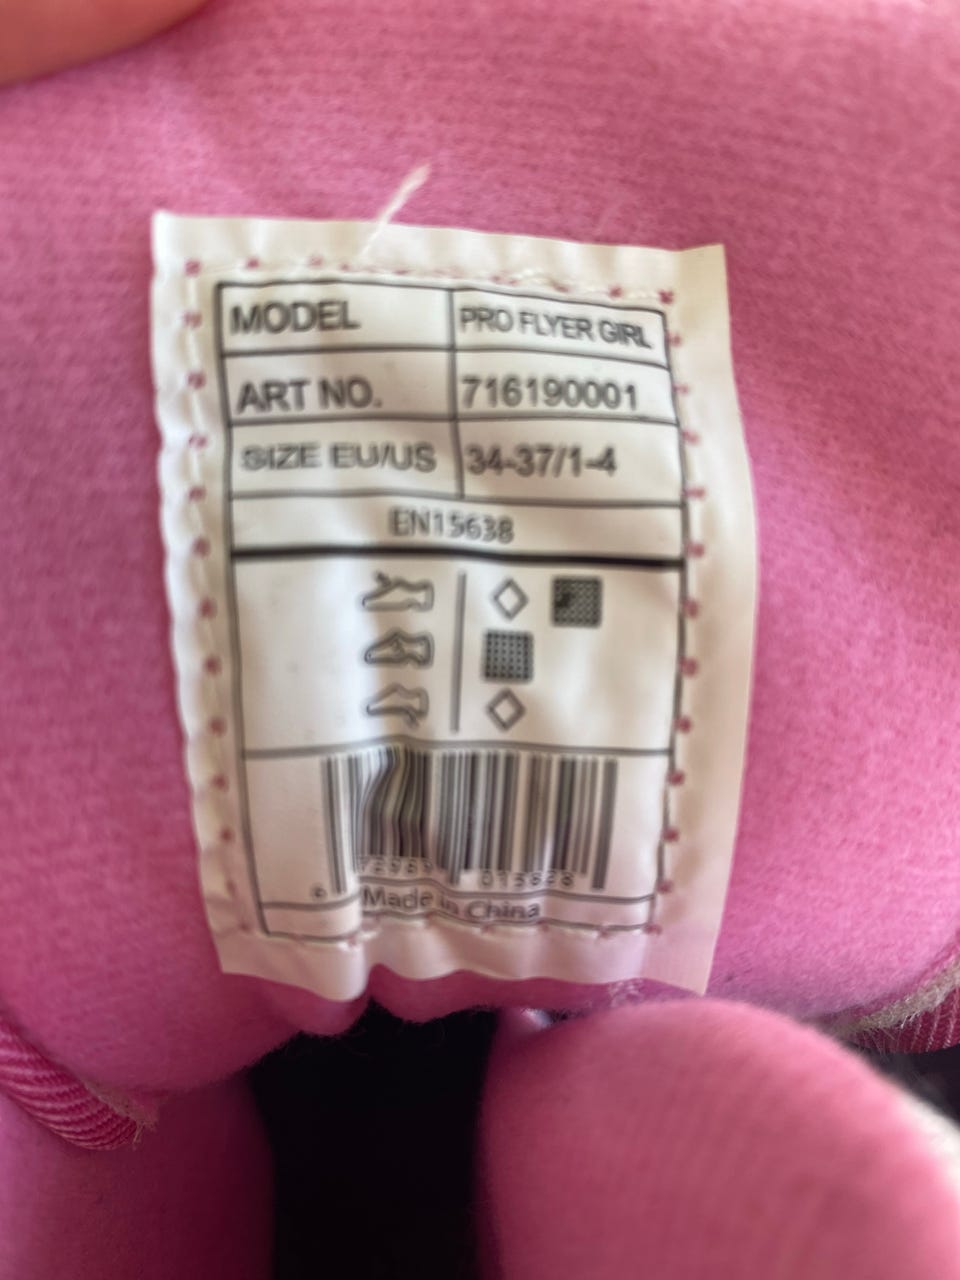 MODEL PRO FLYER GIRL
ART NO. 716190001
SIZE EU/US 34-37/1-4
EN15638
Made in China